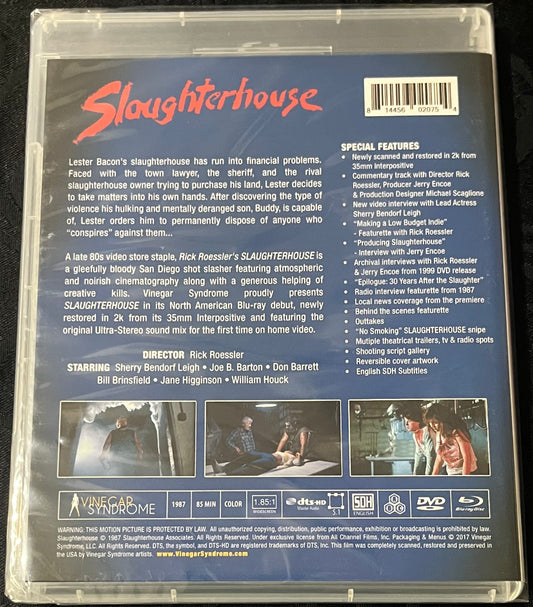 Slaughterhouse
8 14456 02075 4
Lester Bacon's slaughterhouse has run into financial problems.
Faced with the town lawyer, the sheriff, and the rival
slaughterhouse owner trying to purchase his land, Lester decides
to take matters into his own hands. After discovering the type of
violence his hulking and mentally deranged son, Buddy, is capable
of, Lester orders him to permanently dispose of anyone who
"conspires" against them...
A late 80s video store staple, Rick Roessler's SLAUGHTERHOUSE is
a gleefully bloody San Diego shot slasher featuring atmospheric
and noirish cinematography along with a generous helping of
creative kills. Vinegar Syndrome proudly presents
SLAUGHTERHOUSE in its North American Blu-ray debut, newly
restored in 2k from its 35mm Interpositive and featuring the
original Ultra-Stereo sound mix for the first time on home video.
DIRECTOR Rick Roessler
STARRING Sherry Bendorf Leigh • Joe B. Barton • Don Barrett
Bill Brinsfield • Jane Higginson • William Houck
SPECIAL FEATURES
• Newly scanned and restored in 2k from
35mm Interpositive
• Commentary track with Director Rick
Roessler, Producer Jerry Encoe
& Production Designer Michael Scaglione
• New video interview with Lead Actress
Sherry Bendorf Leigh
• "Making a Low Budget Indie"
- Featurette with Rick Roessler
• "Producing Slaughterhouse"
- Interview with Jerry Encoe
• Archival interviews with Rick Roessler
& Jerry Encoe from 1999 DVD release
• "Epilogue: 30 Years After the Slaughter"
• Radio interview featurette from 1987
• Local news coverage from the premiere
• Behind the scenes featurette
• Outtakes
• "No Smoking" SLAUGHTERHOUSE snipe
• Mutiple theatrical trailers, tv & radio spots
• Shooting script gallery
• Reversible cover artwork
• English SDH Subtitles
VINEGAR
SYNDROME
1987
85 MIN
COLOR
1.85:1
WIDESCREEN
dts-HD
Master Audio
5.1
SDH
ENGLISH
DVD
Blu-ray Disc
WARNING: THIS MOTION PICTURE IS PROTECTED BY LAW. All unauthorized copying, distribution, public performance, exhibition or broadcasting is prohibited by law.
Slaughterhouse © 1987 Slaughterhouse Associates. All Rights Reserved. Under exclusive license from All Channel Films, Inc. Packaging & Menus © 2017 Vinegar
Syndrome, LLC. All Rights Reserved. DTS, the symbol, and DTS-HD are registered trademarks of DTS, Inc. This film was completely scanned, restored and preserved in
the USA by Vinegar Syndrome artists. www.VinegarSyndrome.com